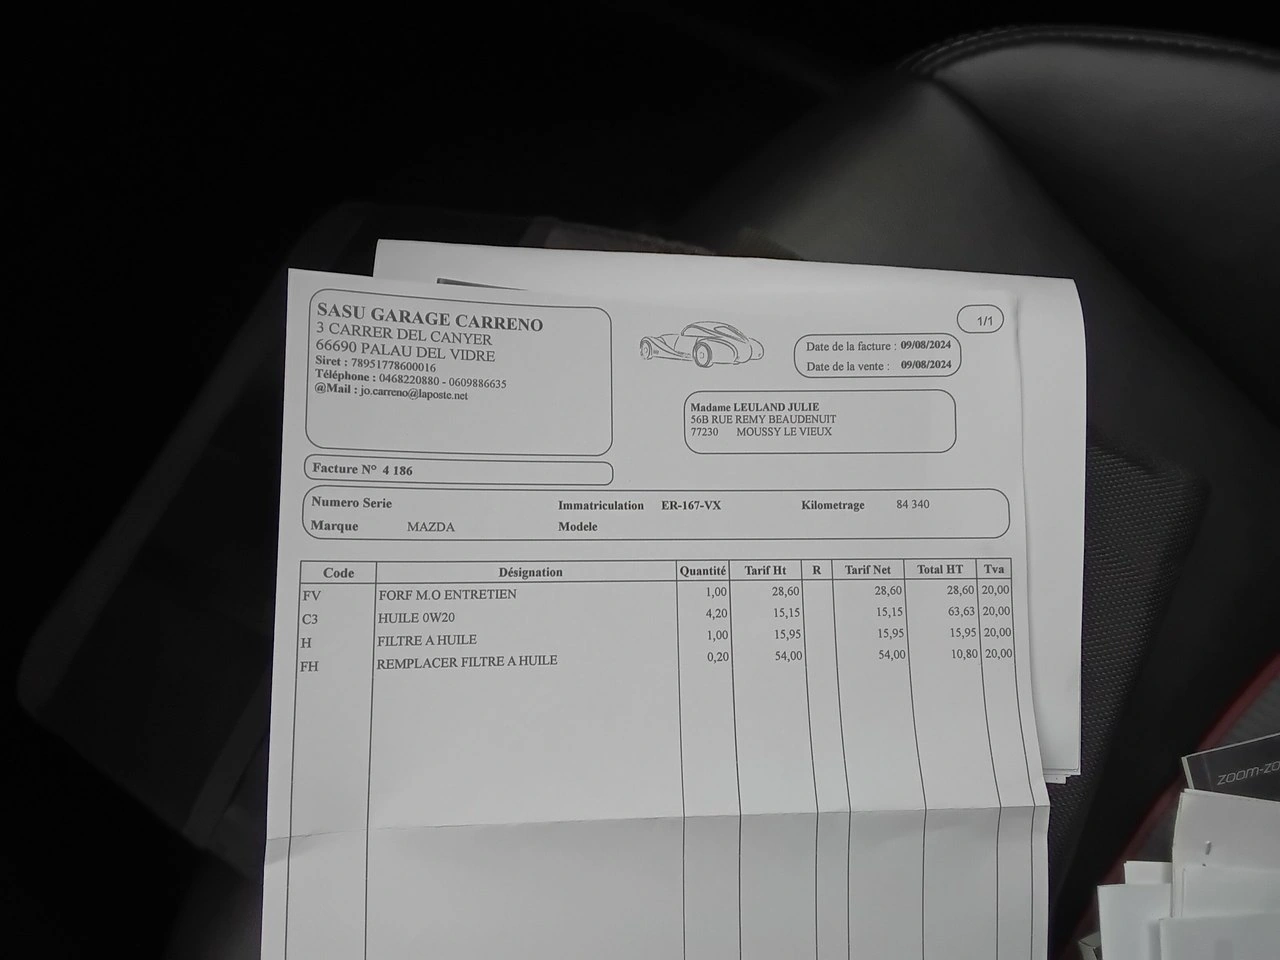 SASU GARAGE CARRENO
3 CARRER DEL CANYER
66690 PALAU DEL VIDRE
Siret : 78951778600016
Téléphone : 0468220880 - 0609886635
@Mail : jo.carreno@laposte.net
1/1
Date de la facture : 09/08/2024
Date de la vente : 09/08/2024
Madame LEULAND JULIE
56B RUE REMY BEAUDENUIT
77230 MOUSSY LE VIEUX
Facture N° 4 186
Numero Serie Immatriculation ER-167-VX Kilometrage 84 340
Marque MAZDA Modele
Code Désignation Quantité Tarif Ht R Tarif Net Total HT Tva
FV FORF M.O ENTRETIEN 1,00 28,60 28,60 28,60 20,00
C3 HUILE 0W20 4,20 15,15 15,15 63,63 20,00
H FILTRE A HUILE 1,00 15,95 15,95 15,95 20,00
FH REMPLACER FILTRE A HUILE 0,20 54,00 54,00 10,80 20,00
zoom-zo